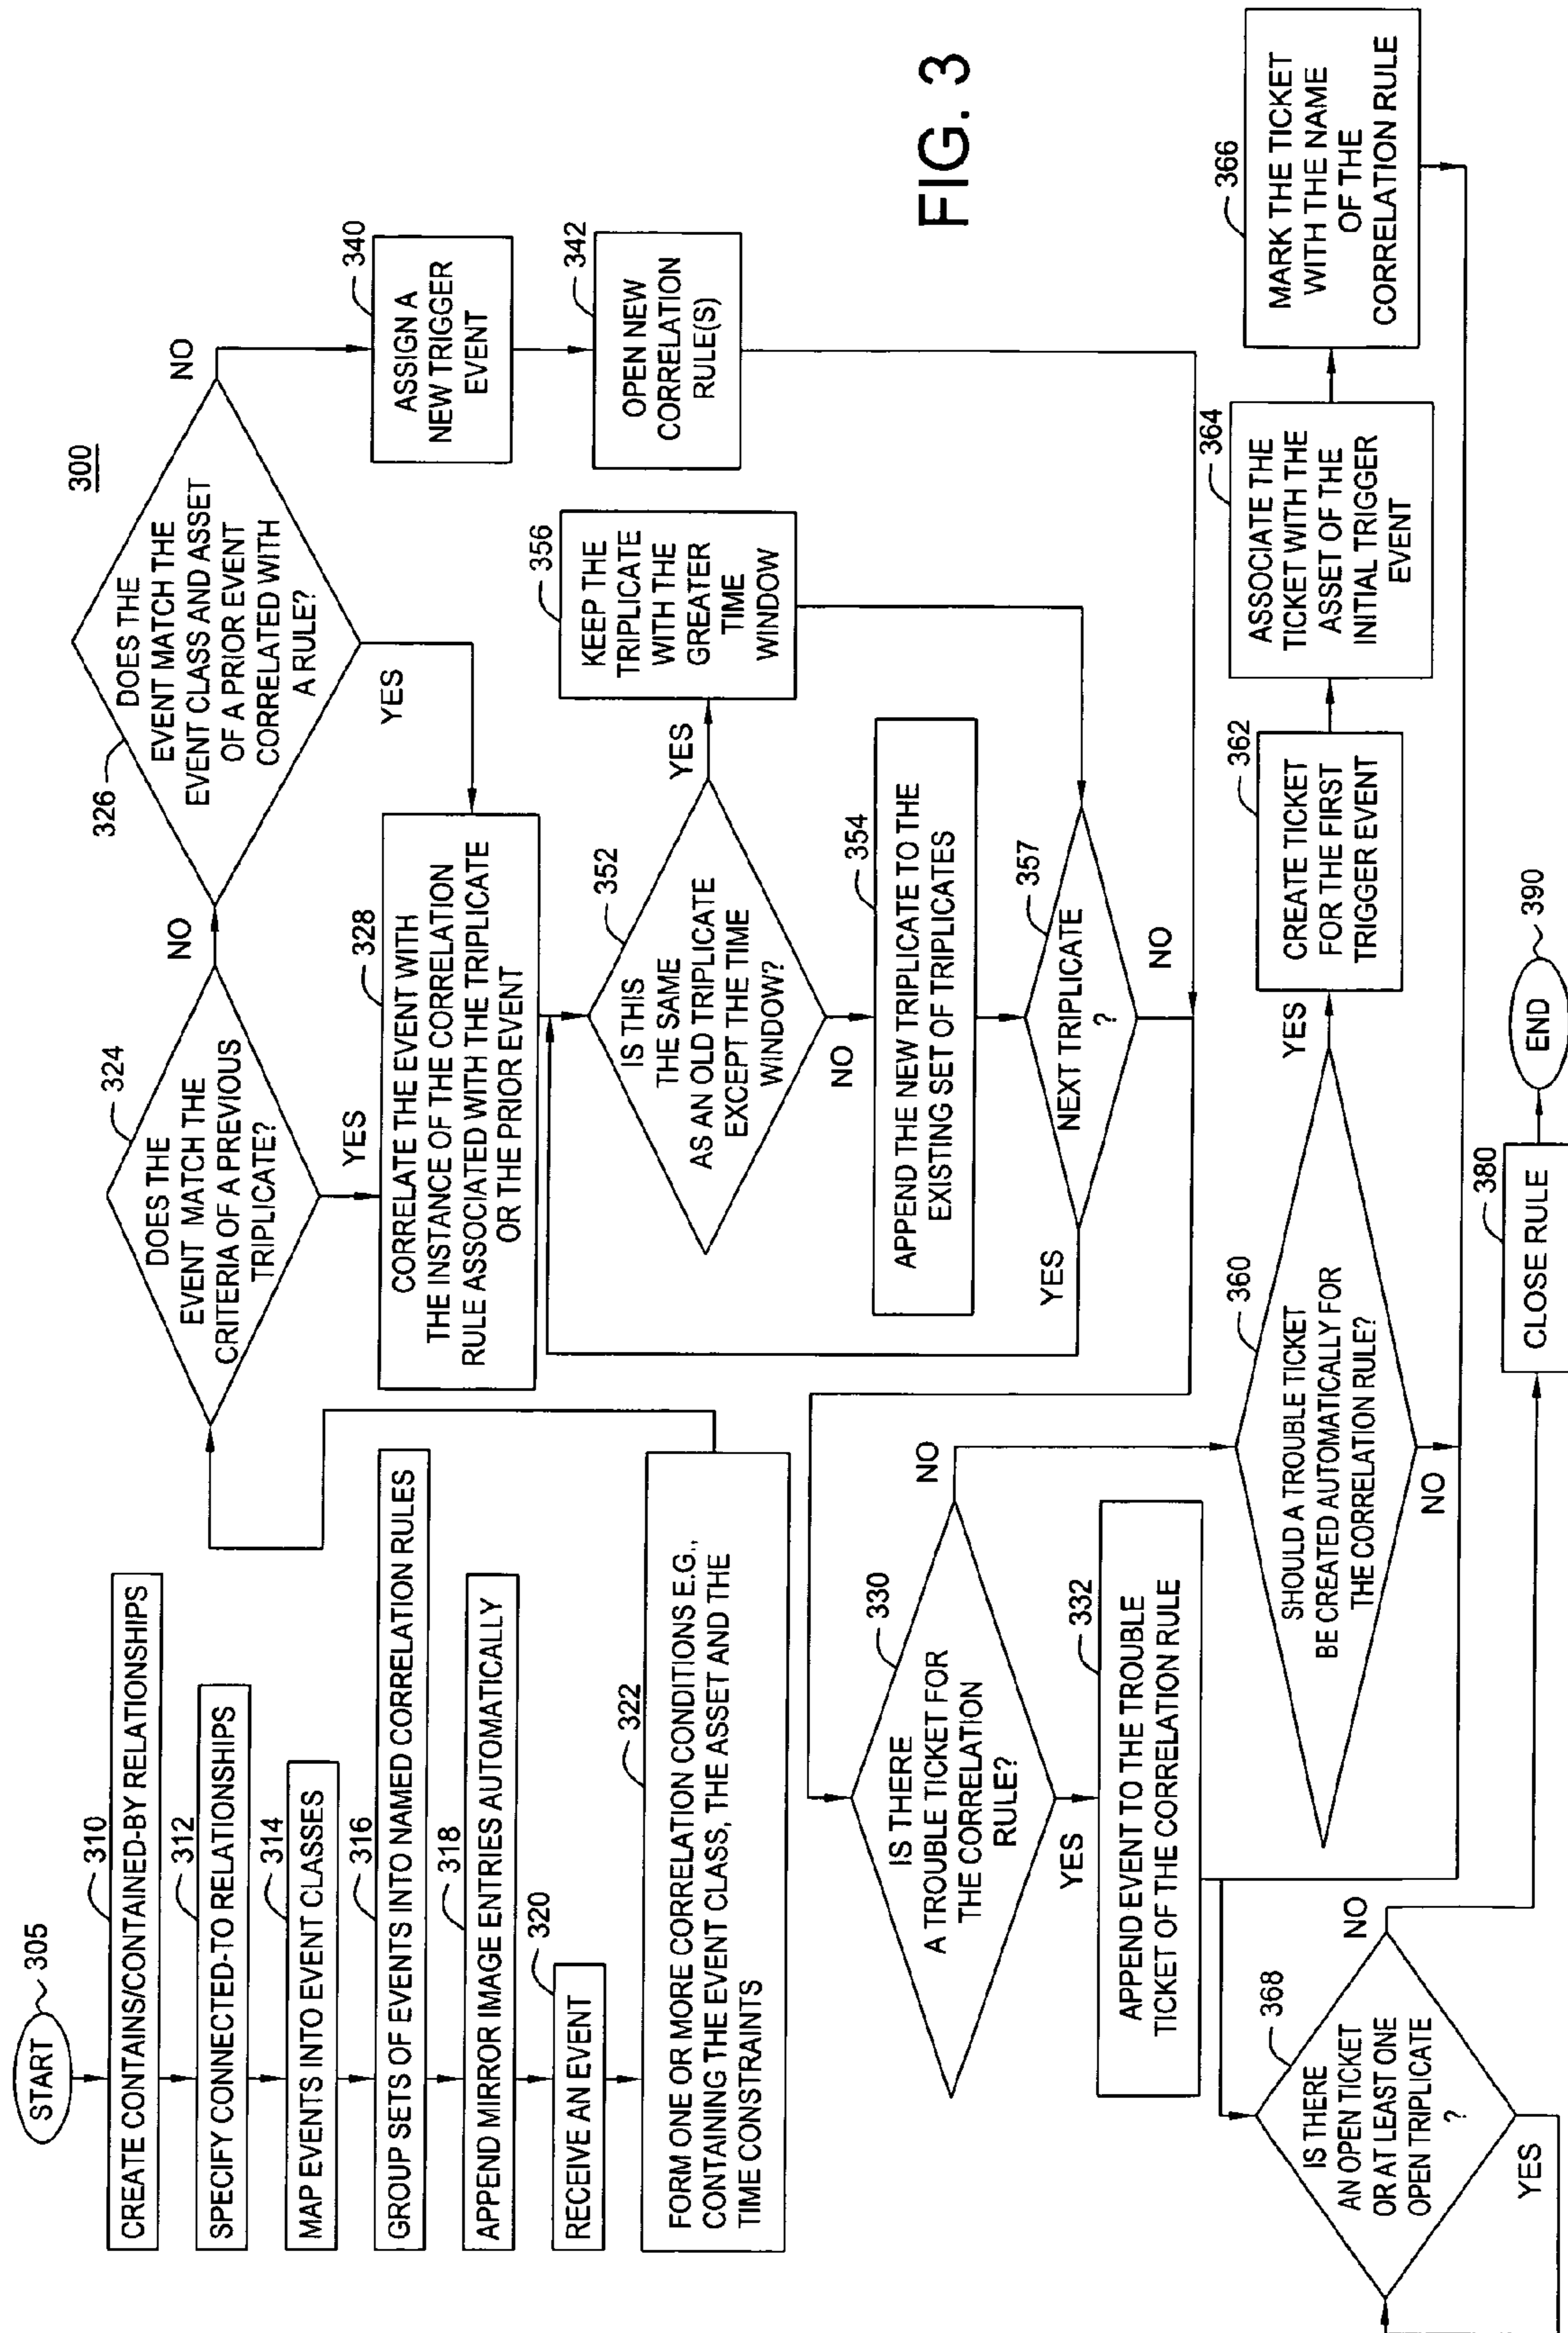 300
START
305
310
CREATE CONTAINS/CONTAINED-BY RELATIONSHIPS
312
SPECIFY CONNECTED-TO RELATIONSHIPS
314
MAP EVENTS INTO EVENT CLASSES
316
GROUP SETS OF EVENTS INTO NAMED CORRELATION RULES
318
APPEND MIRROR IMAGE ENTRIES AUTOMATICALLY
320
RECEIVE AN EVENT
322
FORM ONE OR MORE CORRELATION CONDITIONS E.G.,
CONTAINING THE EVENT CLASS, THE ASSET AND THE
TIME CONSTRAINTS
324
DOES THE
EVENT MATCH THE
CRITERIA OF A PREVIOUS
TRIPLICATE?
NO
YES
326
DOES THE
EVENT MATCH THE
EVENT CLASS AND ASSET
OF A PRIOR EVENT
CORRELATED WITH
A RULE?
NO
YES
328
CORRELATE THE EVENT WITH
THE INSTANCE OF THE CORRELATION
RULE ASSOCIATED WITH THE TRIPLICATE
OR THE PRIOR EVENT
340
ASSIGN A
NEW TRIGGER
EVENT
342
OPEN NEW
CORRELATION
RULE(S)
352
IS THIS
THE SAME
AS AN OLD TRIPLICATE
EXCEPT THE TIME
WINDOW?
YES
NO
356
KEEP THE
TRIPLICATE
WITH THE
GREATER
TIME
WINDOW
354
APPEND THE NEW TRIPLICATE TO THE
EXISTING SET OF TRIPLICATES
357
NEXT TRIPLICATE
?
YES
NO
330
IS THERE
A TROUBLE TICKET FOR
THE CORRELATION
RULE?
NO
YES
332
APPEND EVENT TO THE TROUBLE
TICKET OF THE CORRELATION RULE
360
SHOULD A TROUBLE TICKET
BE CREATED AUTOMATICALLY FOR
THE CORRELATION RULE?
YES
NO
362
CREATE TICKET
FOR THE FIRST
TRIGGER EVENT
364
ASSOCIATE THE
TICKET WITH THE
ASSET OF THE
INITIAL TRIGGER
EVENT
366
MARK THE TICKET
WITH THE NAME
OF THE
CORRELATION RULE
368
IS THERE
AN OPEN TICKET
OR AT LEAST ONE
OPEN TRIPLICATE
?
NO
YES
380
CLOSE RULE
END
390
FIG. 3